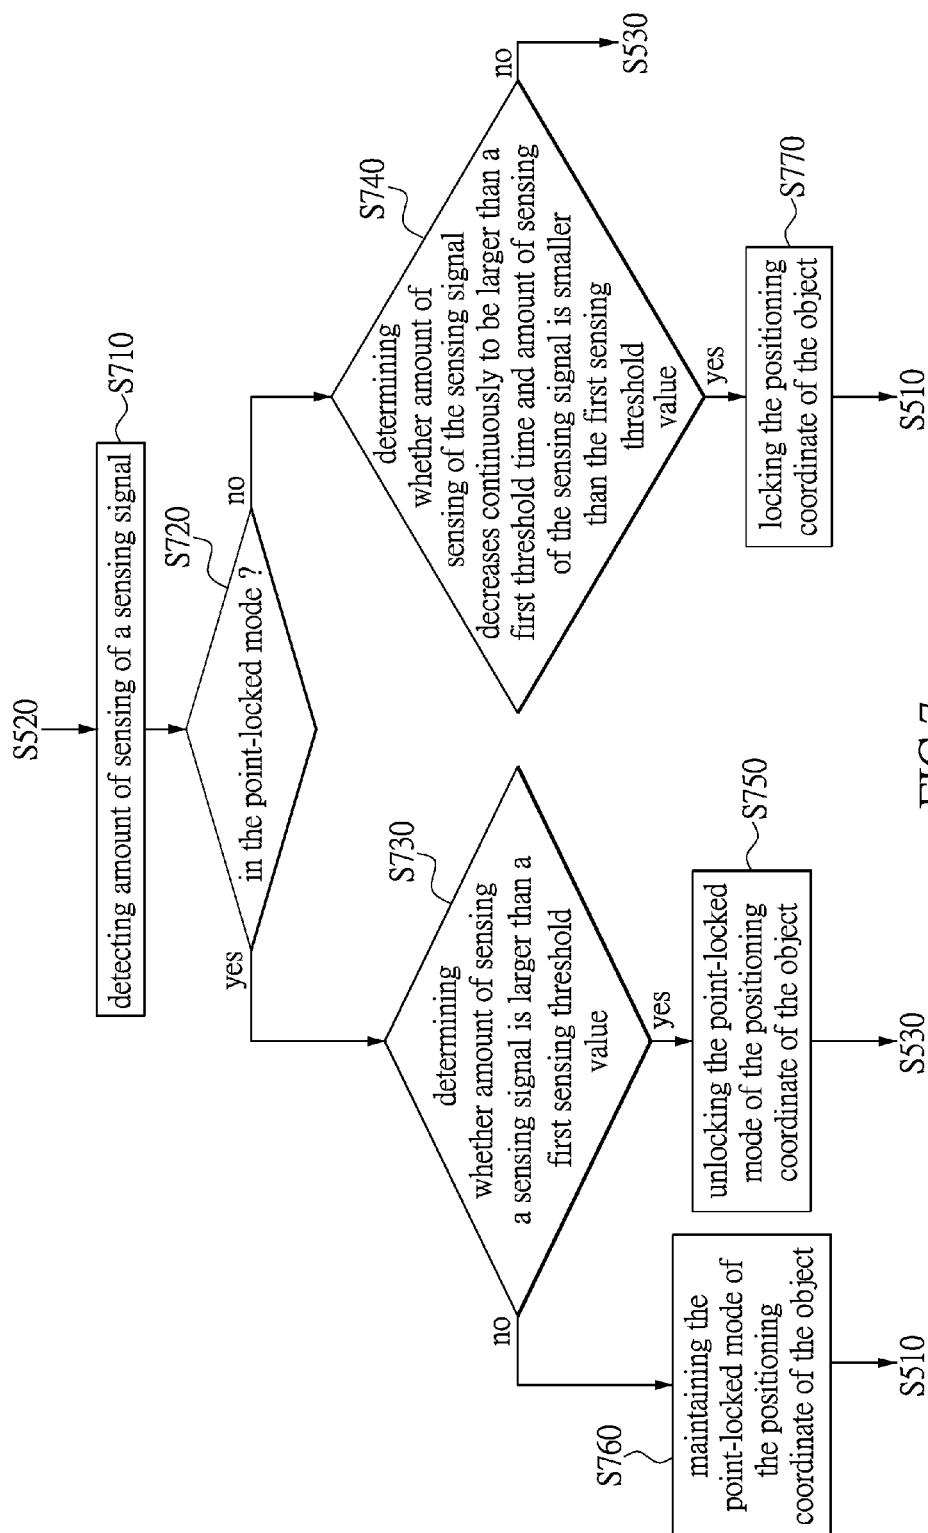 S520
detecting amount of sensing of a sensing signal
S710
in the point-locked mode ?
S720
yes
no
determining
whether amount of sensing
a sensing signal is larger than a
first sensing threshold
value
S730
no
yes
S760
maintaining the
point-locked mode of
the positioning
coordinate of the object
S510
unlocking the point-locked
mode of the positioning
coordinate of the object
S750
S530
determining
whether amount of
sensing of the sensing signal
decreases continuously to be larger than a
first threshold time and amount of sensing
of the sensing signal is smaller
than the first sensing
threshold
value
S740
no
S530
yes
locking the positioning
coordinate of the object
S770
S510
FIG.7